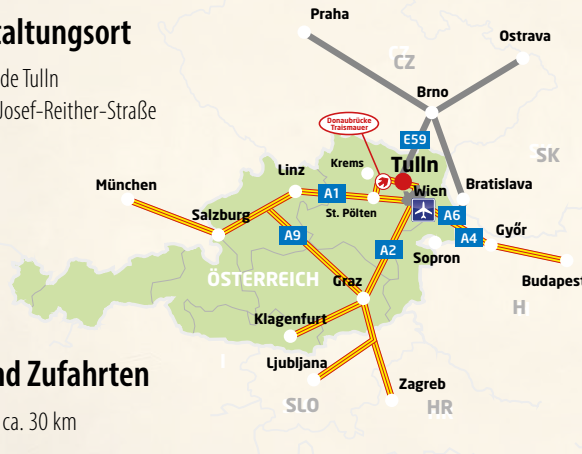 altungsort
de Tulln
Josef-Reither-Straße
Praha
Ostrava
CZ
Brno
Donaubrücke
Traismauer
E59
SK
Krems
Tulln
Linz
München
A1
Wien
Bratislava
St. Pölten
A6
Salzburg
A9
A4
Győr
A2
Sopron
ÖSTERREICH
Graz
Budapest
H
Klagenfurt
I
Ljubljana
nd Zufahrten
Zagreb
SLO
HR
ca. 30 km